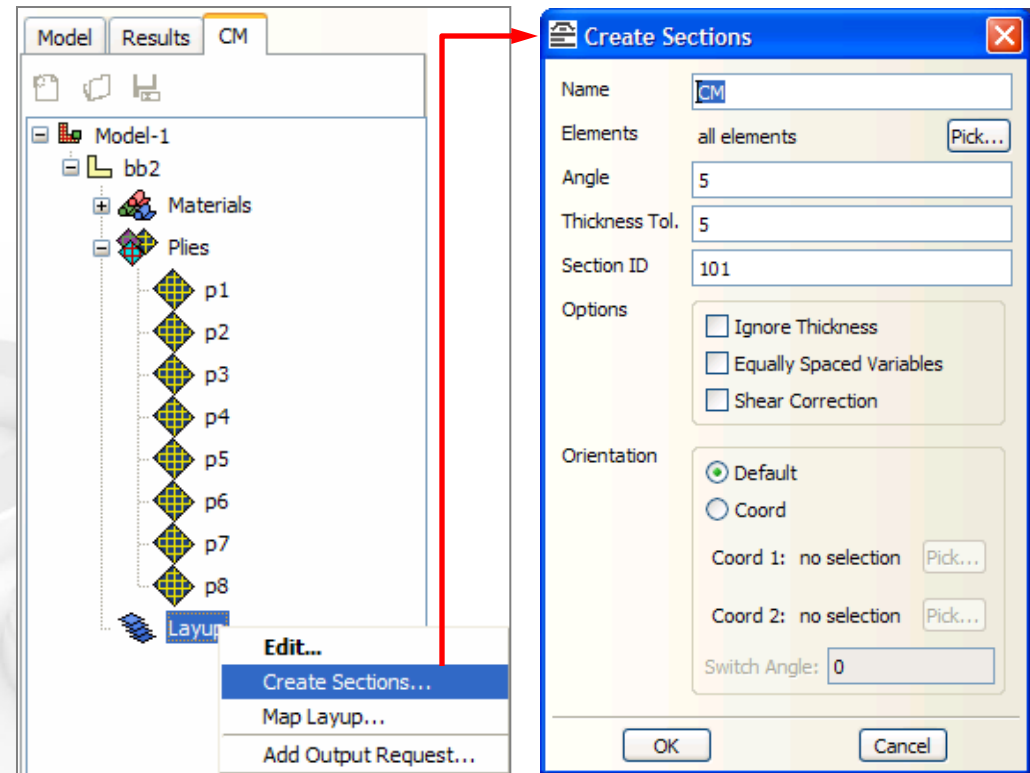 Model Results CM
Model-1
bb2
Materials
Plies
p1
p2
p3
p4
p5
p6
p7
p8
Layup
Edit...
Create Sections...
Map Layup...
Add Output Request...
Create Sections
Name CM
Elements all elements Pick...
Angle 5
Thickness Tol. 5
Section ID 101
Options
Ignore Thickness
Equally Spaced Variables
Shear Correction
Orientation
Default
Coord
Coord 1: no selection Pick...
Coord 2: no selection Pick...
Switch Angle: 0
OK Cancel